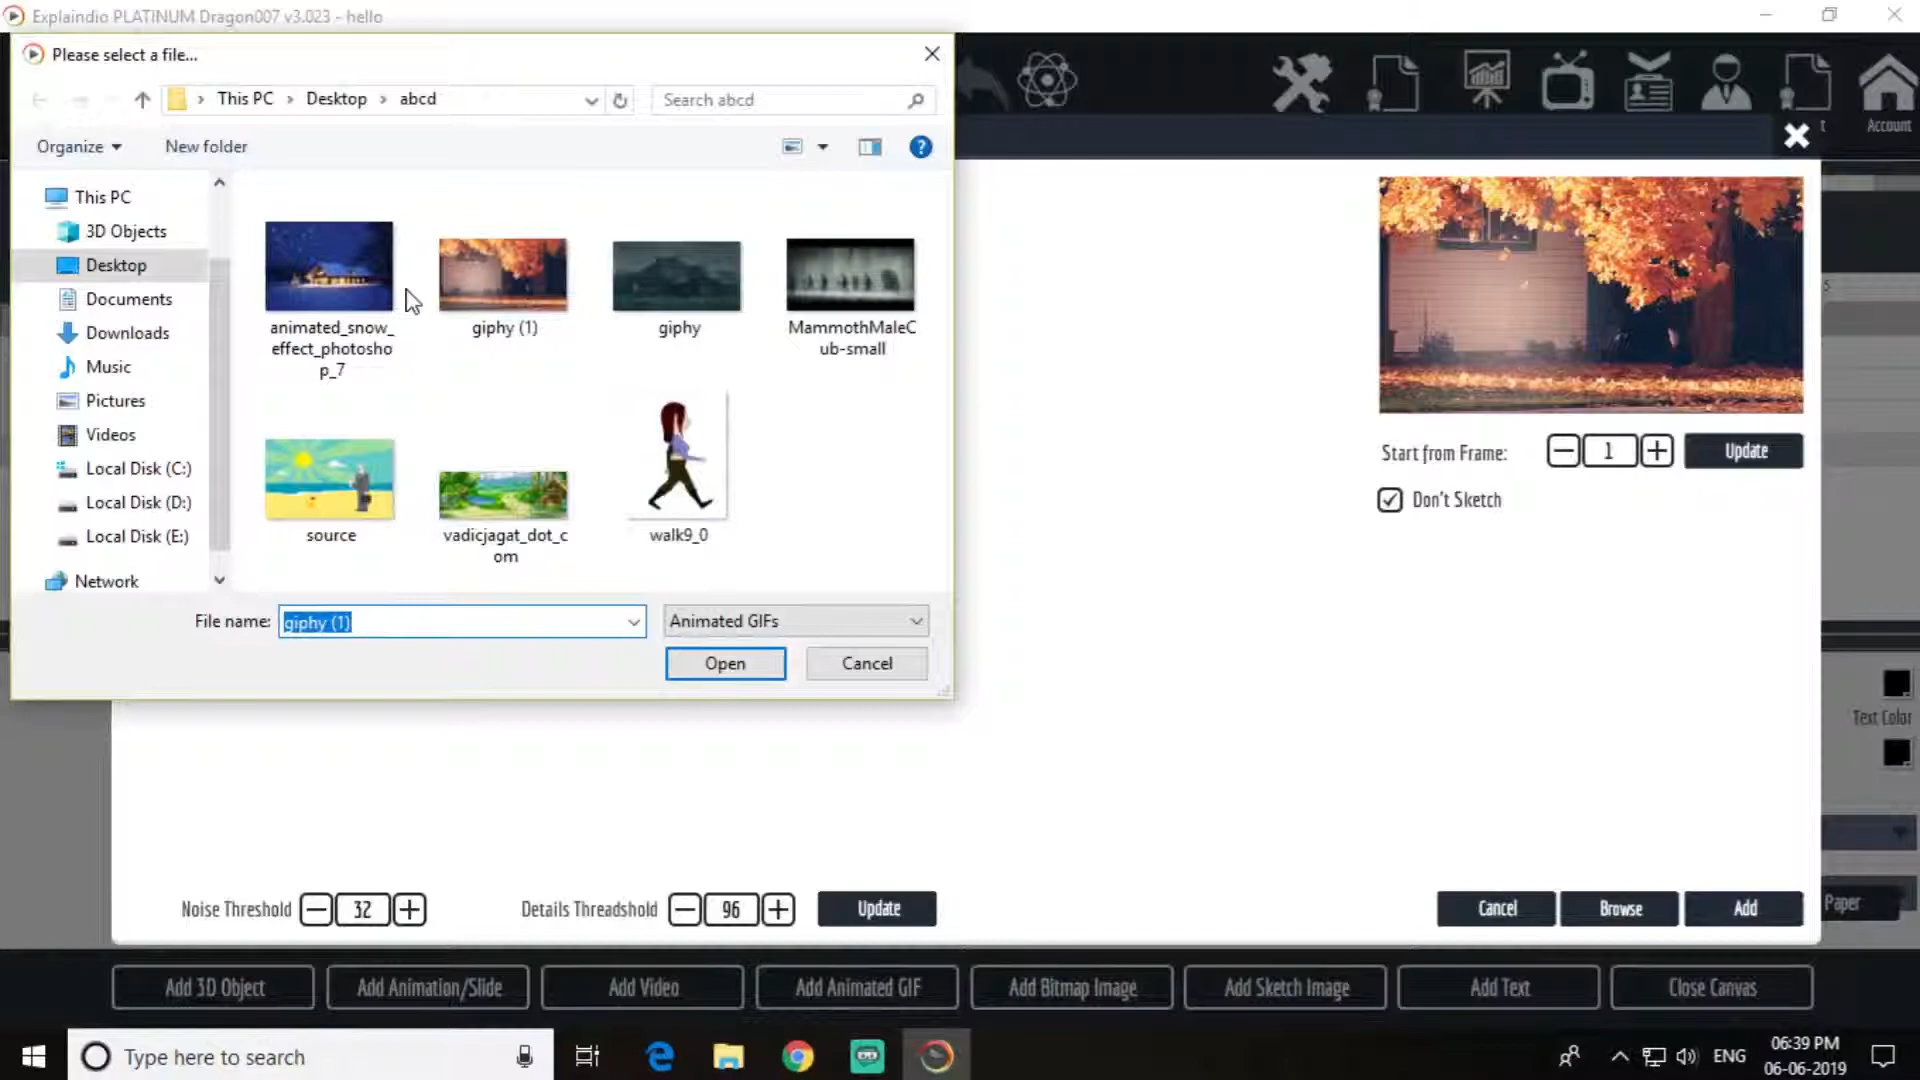 Explaindio PLATINUM Dragon007 v3.023 - hello
Please select a file...
This PC
Desktop
abcd
Search abcd
Organize
New folder
This PC
3D Objects
Desktop
Documents
Downloads
Music
Pictures
Videos
Local Disk (C:)
Local Disk (D:)
Local Disk (E:)
Network
animated_snow_
effect_photosho
p_7
giphy (1)
giphy
MammothMaleC
ub-small
source
vadicjagat_dot_c
om
walk9_0
File name:
giphy (1)
Animated GIFs
Open
Cancel
t
Account
5
Start from Frame:
1
Update
Don't Sketch
Text Color
Paper
Noise Threshold
32
Details Threadshold
96
Update
Cancel
Browse
Add
Add 3D Object
Add Animation/Slide
Add Video
Add Animated GIF
Add Bitmap Image
Add Sketch Image
Add Text
Close Canvas
Type here to search
ENG
06:39 PM
06-06-2019